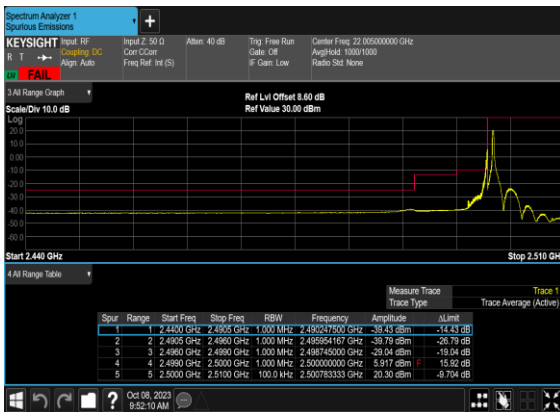 Spectrum Analyzer 1
Spurious Emissions
KEYSIGHT
Input: RF
Coupling: DC
Align: Auto
Input Z: 50 Ω
Corr CCorr
Freq Ref: Int (S)
Atten: 40 dB
Trig: Free Run
Gate: Off
IF Gain: Low
Center Freq: 22.005000000 GHz
Avg|Hold: 1000/1000
Radio Std: None
R T
LV FAIL
3 All Range Graph
Scale/Div 10.0 dB
Ref Lvl Offset 8.60 dB
Ref Value 30.00 dBm
Log
20.0
10.0
0.00
-10.0
-20.0
-30.0
-40.0
-50.0
-60.0
Start 2.440 GHz
Stop 2.510 GH
4 All Range Table
Measure Trace Trace 1
Trace Type Trace Average (Active)
Spur Range Start Freq Stop Freq RBW Frequency Amplitude ΔLimit
1 1 2.4400 GHz 2.4905 GHz 1.000 MHz 2.490247500 GHz -39.43 dBm -14.43 dB
2 2 2.4905 GHz 2.4960 GHz 1.000 MHz 2.495954167 GHz -39.79 dBm -26.79 dB
3 3 2.4960 GHz 2.4990 GHz 1.000 MHz 2.498745000 GHz -29.04 dBm -19.04 dB
4 4 2.4990 GHz 2.5000 GHz 1.000 MHz 2.500000000 GHz 5.917 dBm F 15.92 dB
5 5 2.5000 GHz 2.5100 GHz 100.0 kHz 2.500783333 GHz 20.30 dBm -9.704 dB
Oct 08, 2023
9:52:10 AM